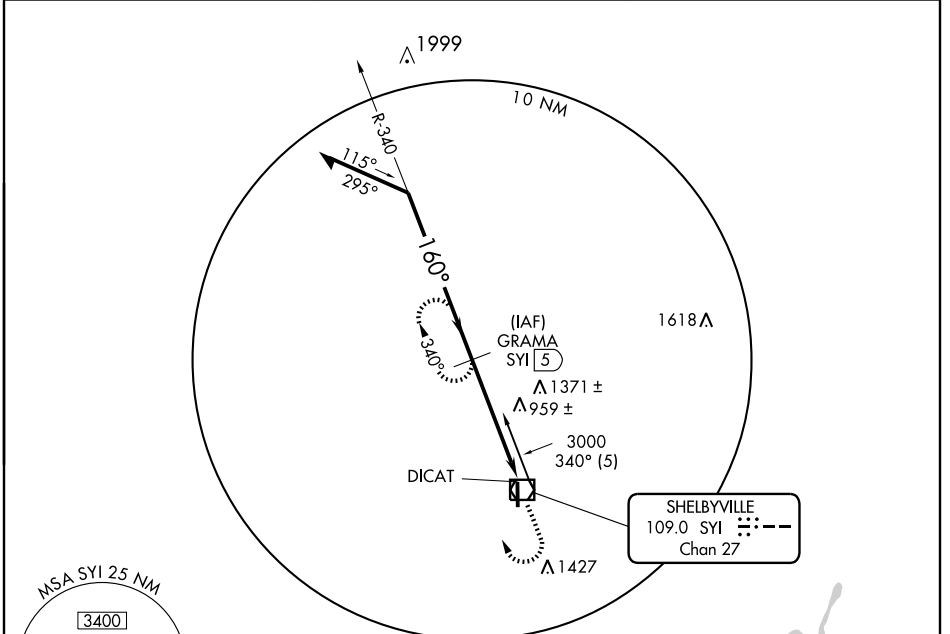 1999
10 NM
R-340
115°
295°
160°
340°
(IAF)
GRAMA
SYI 5
1618
1371 ±
959 ±
3000
340° (5)
DICAT
SHELBYVILLE
109.0 SYI
Chan 27
1427
MSA SYI 25 NM
3400